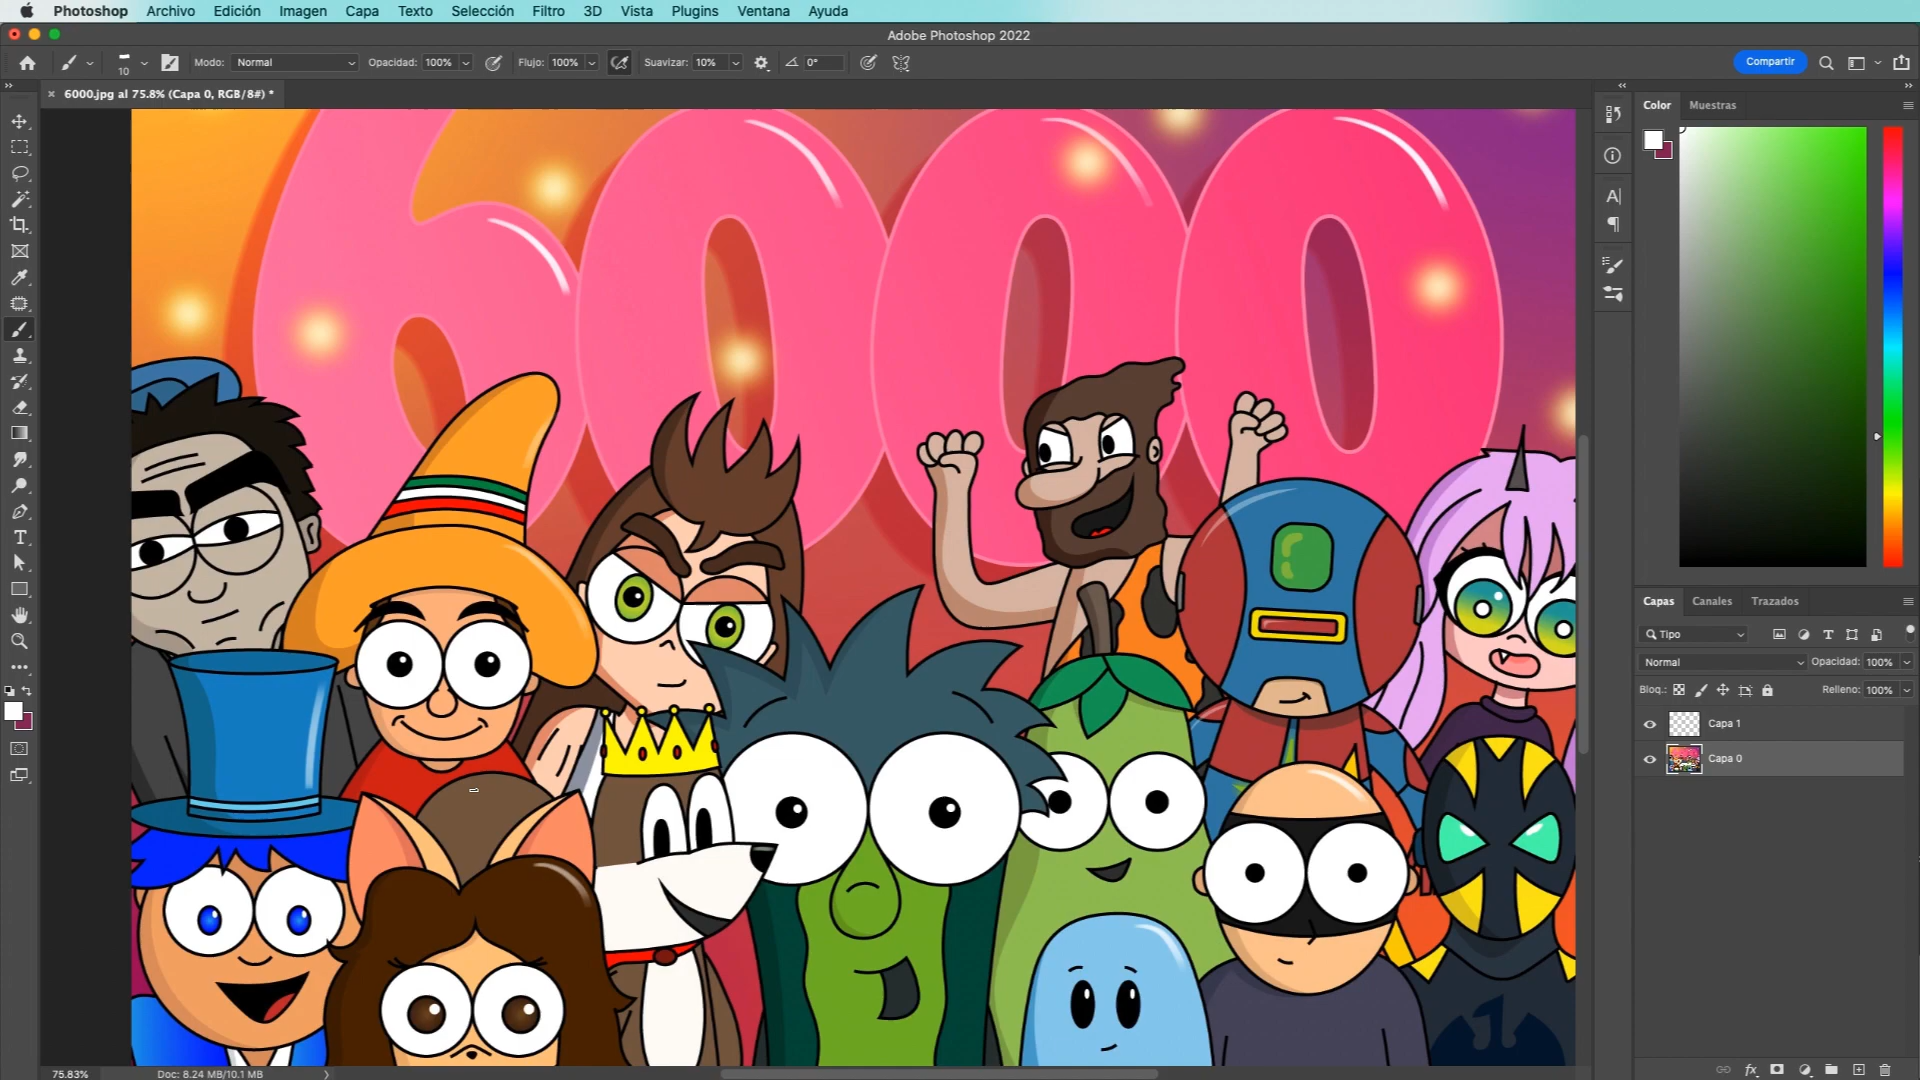 Photoshop Archivo Edición Imagen Capa Texto Selección Filtro 3D Vista Plugins Ventana Ayuda
Adobe Photoshop 2022
10 Modo: Normal Opacidad: 100% Flujo: 100% Suavizar: 10% 0° Compartir
6000.jpg al 75.8% (Capa 0, RGB/8#) *
Color Muestras
6000
Capas Canales Trazados
Tipo
Normal Opacidad: 100%
Bloq.: Relleno: 100%
Capa 1
Capa 0
75.83% Doc: 8.24 MB/10.1 MB